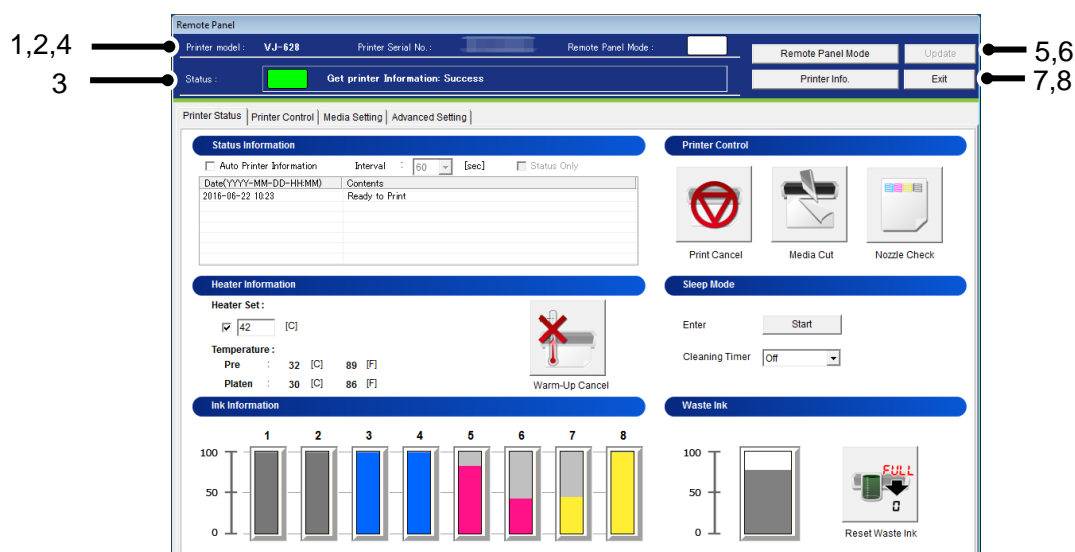 Remote Panel
1,2,4
Printer model : VJ-628 Printer Serial No. : Remote Panel Mode :
Remote Panel Mode Update
5,6
3
Status : Get printer Information: Success
Printer Info. Exit
7,8
Printer Status Printer Control Media Setting Advanced Setting
Status Information
Auto Printer Information Interval : 60 [sec] Status Only
Date(YYYY-MM-DD-HH:MM) Contents
2016-06-22 10:23 Ready to Print
Printer Control
Print Cancel Media Cut Nozzle Check
Heater Information
Heater Set :
42 [C]
Temperature :
Pre : 32 [C] 89 [F]
Platen : 30 [C] 86 [F]
Warm-Up Cancel
Sleep Mode
Enter Start
Cleaning Timer Off
Ink Information
1 2 3 4 5 6 7 8
100
50
0
Waste Ink
100
50
0
FULL
0
Reset Waste Ink